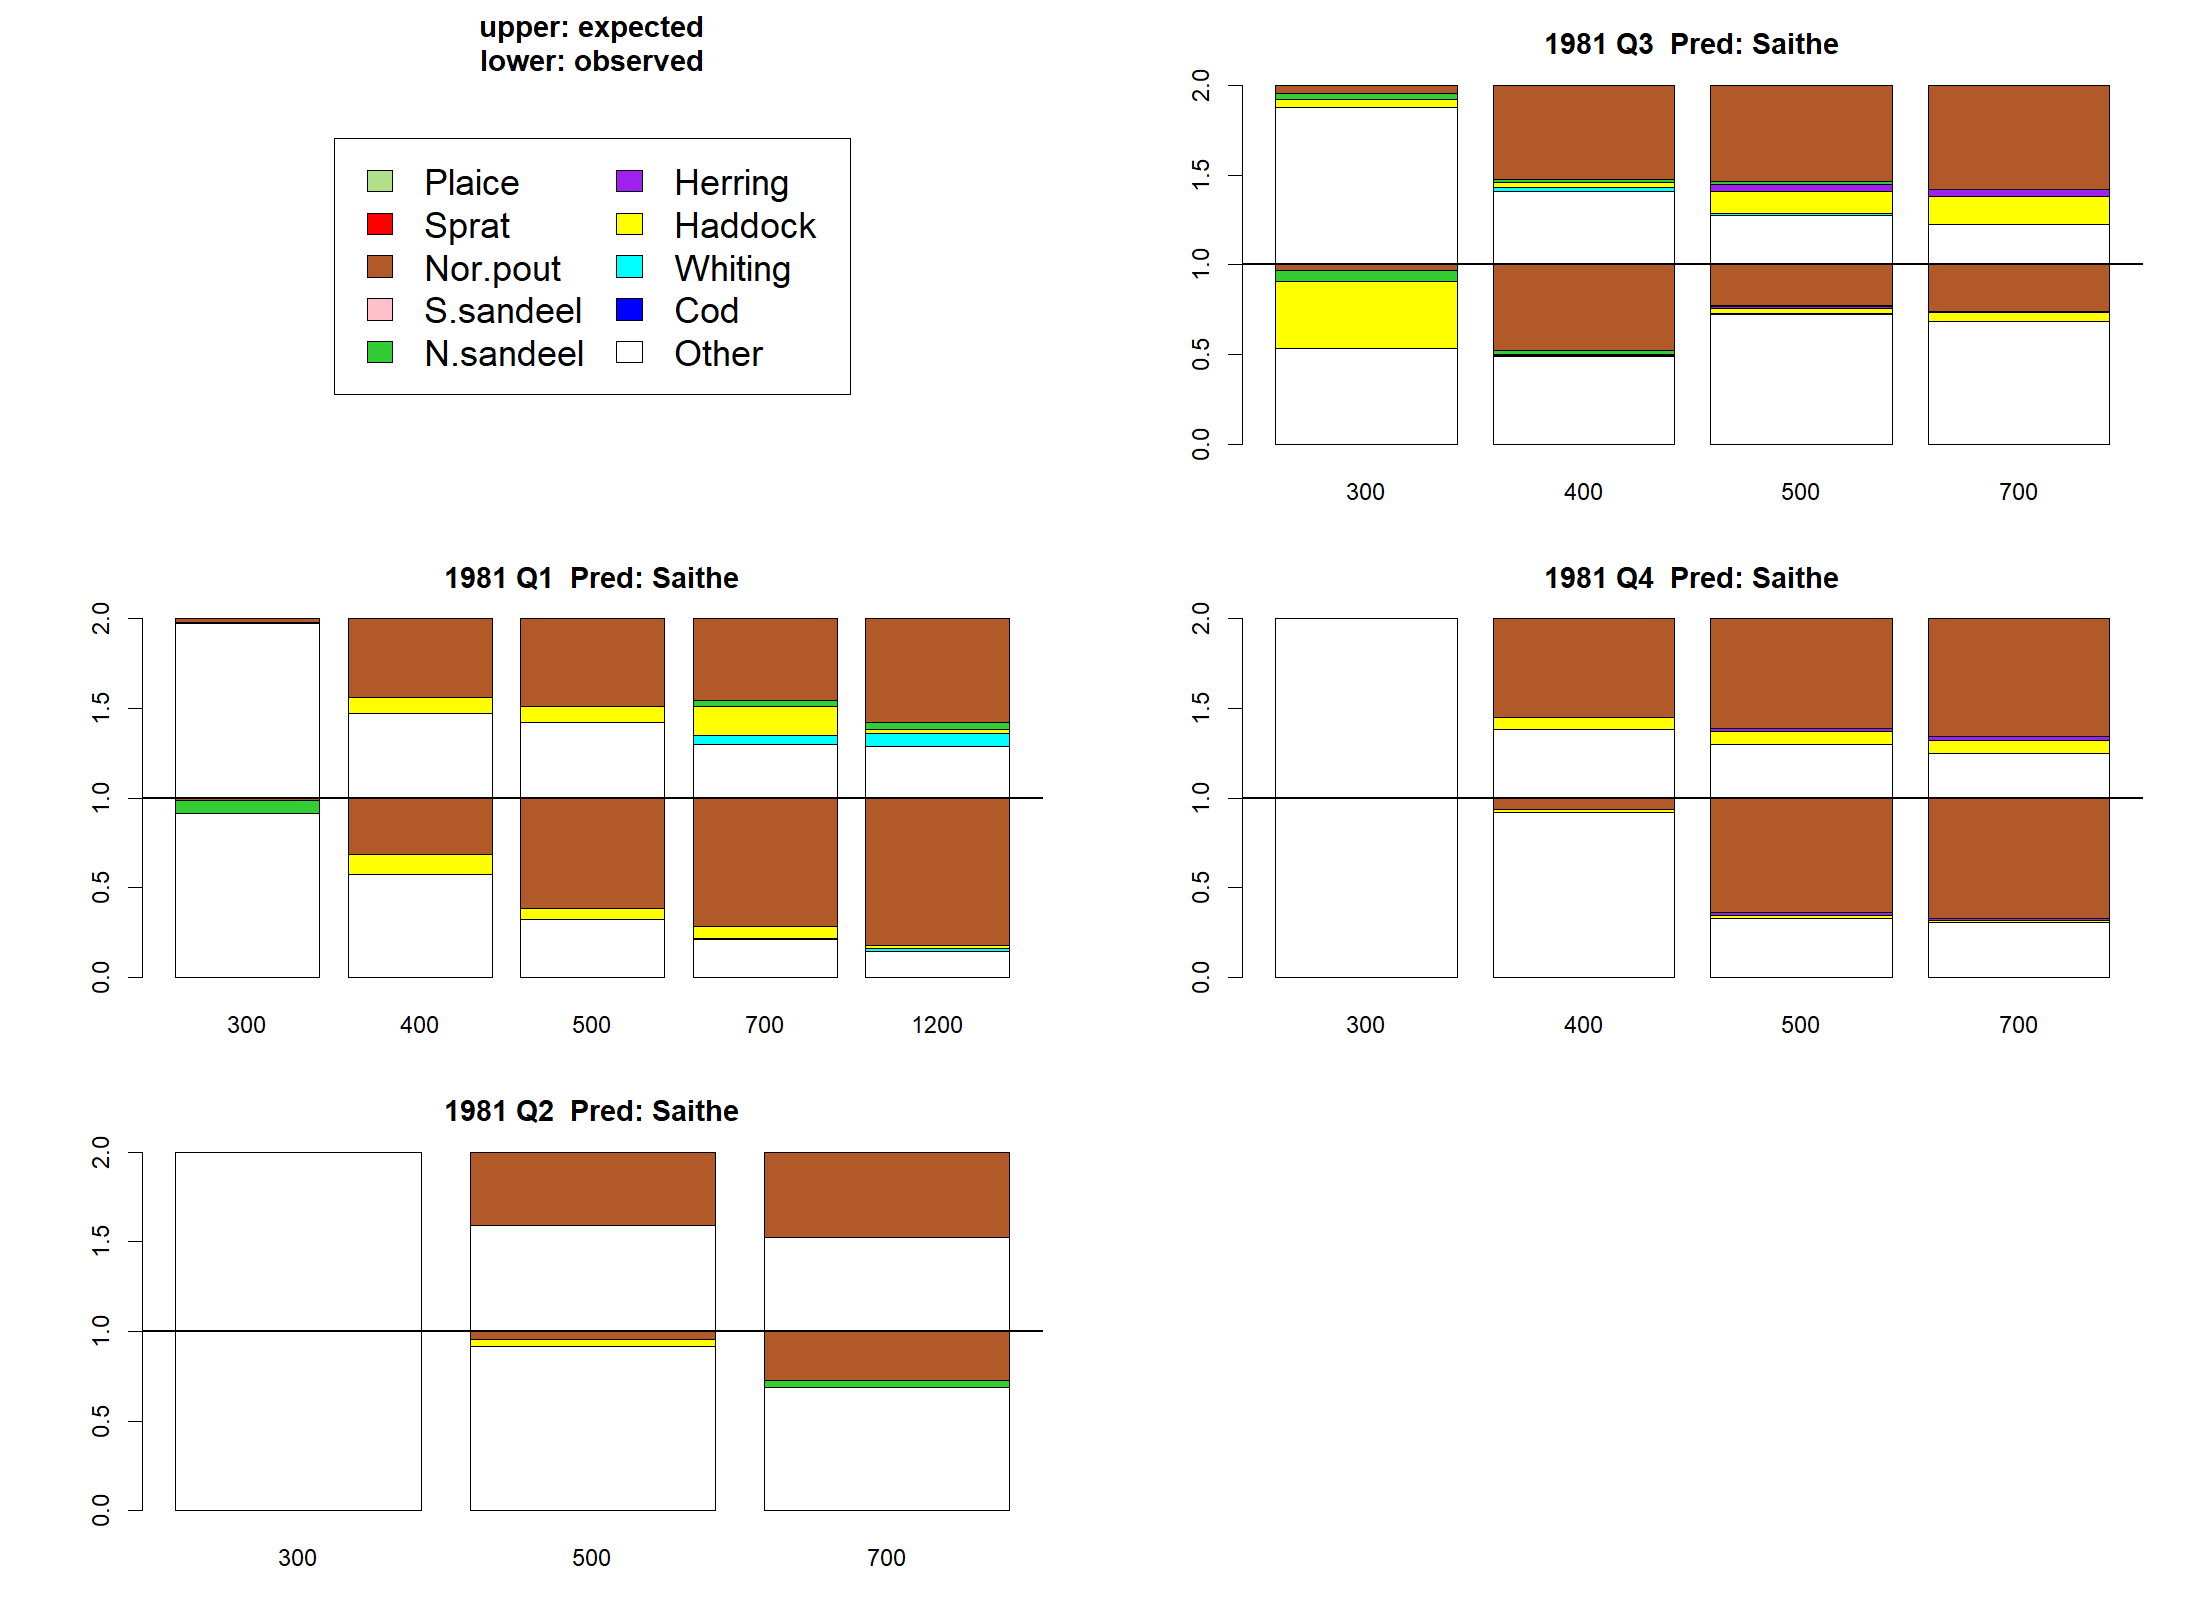 upper: expected
lower: observed
Plaice
Sprat
Nor.pout
S.sandeel
N.sandeel
Herring
Haddock
Whiting
Cod
Other
1981 Q1  Pred: Saithe
2.0
1.5
1.0
0.5
0.0
300 400 500 700 1200
1981 Q2  Pred: Saithe
2.0
1.5
1.0
0.5
0.0
300 500 700
1981 Q3  Pred: Saithe
2.0
1.5
1.0
0.5
0.0
300 400 500 700
1981 Q4  Pred: Saithe
2.0
1.5
1.0
0.5
0.0
300 400 500 700